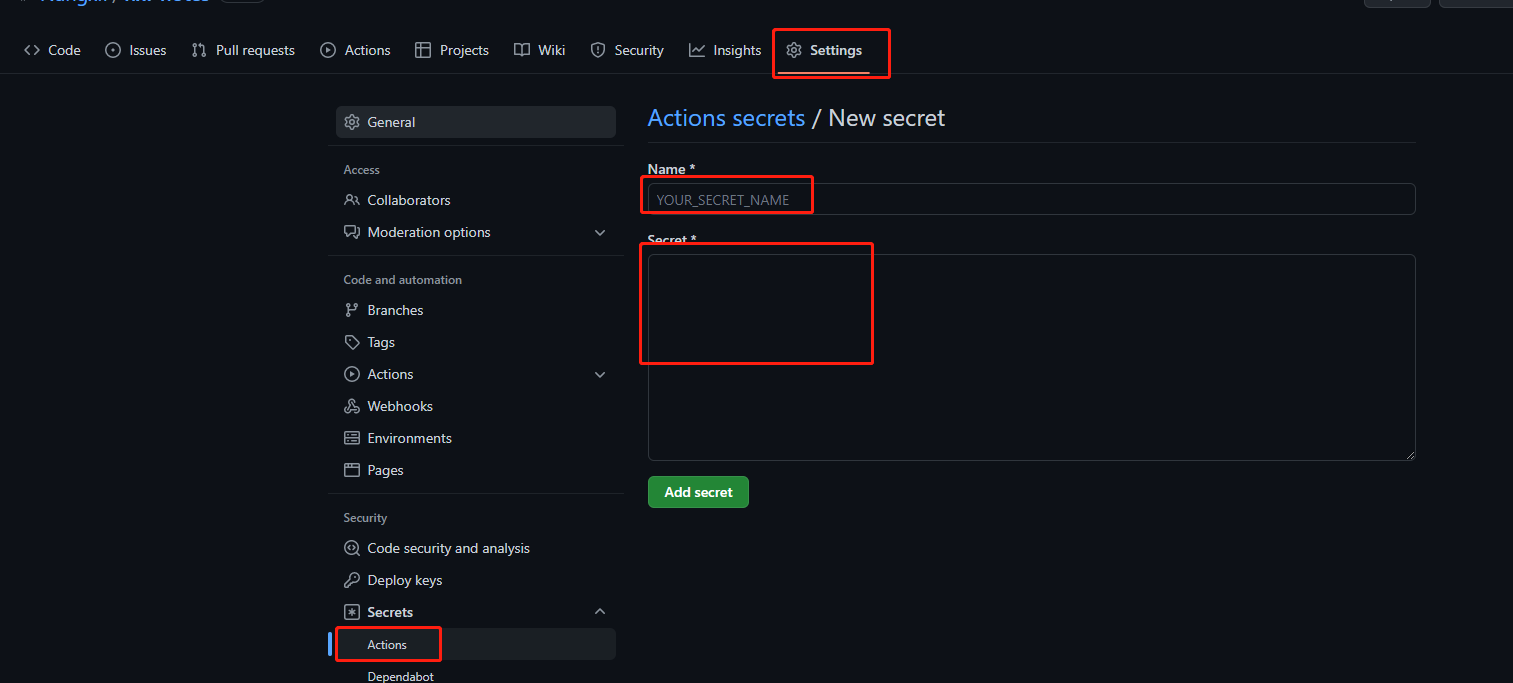 Code Issues Pull requests Actions Projects Wiki Security Insights Settings
General
Access
Collaborators
Moderation options
Code and automation
Branches
Tags
Actions
Webhooks
Environments
Pages
Security
Code security and analysis
Deploy keys
Secrets
Actions
Dependabot
Actions secrets / New secret
Name *
YOUR_SECRET_NAME
Secret *
Add secret